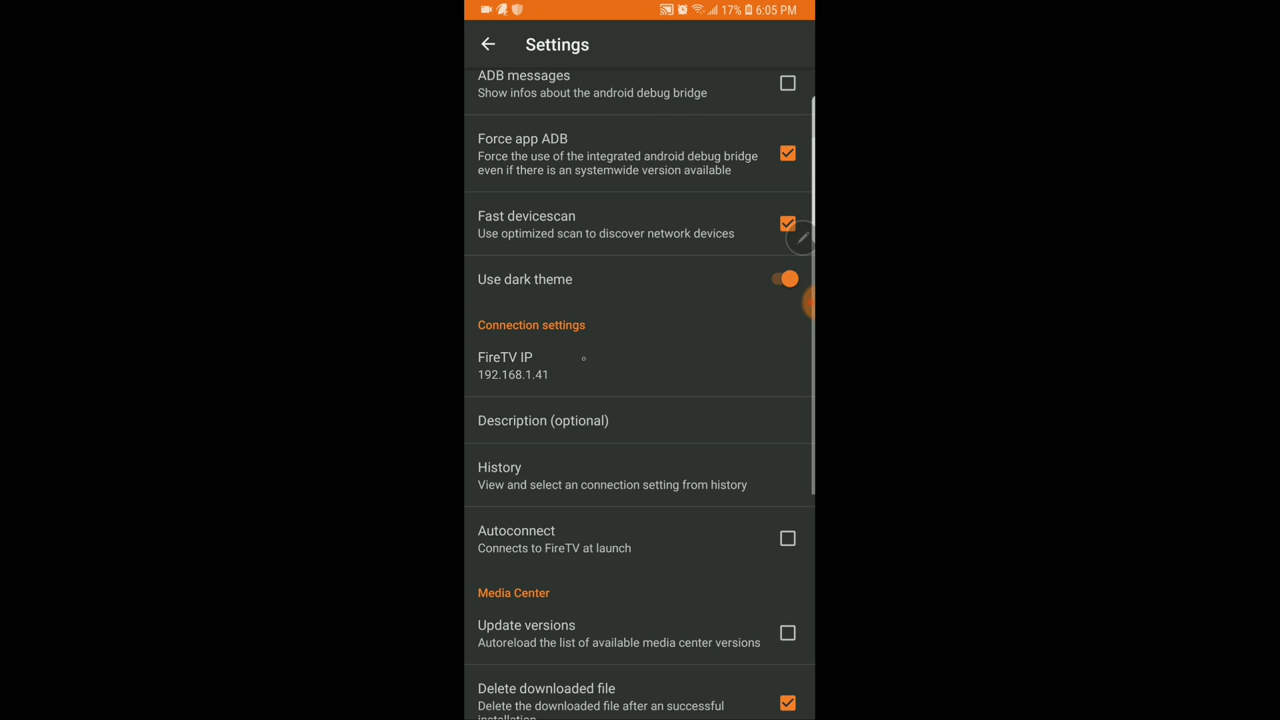 17% 6:05 PM
Settings
ADB messages
Show infos about the android debug bridge
Force app ADB
Force the use of the integrated android debug bridge
even if there is an systemwide version available
Fast devicescan
Use optimized scan to discover network devices
Use dark theme
Connection settings
FireTV IP
192.168.1.41
Description (optional)
History
View and select an connection setting from history
Autoconnect
Connects to FireTV at launch
Media Center
Update versions
Autoreload the list of available media center versions
Delete downloaded file
Delete the downloaded file after an successful
installation